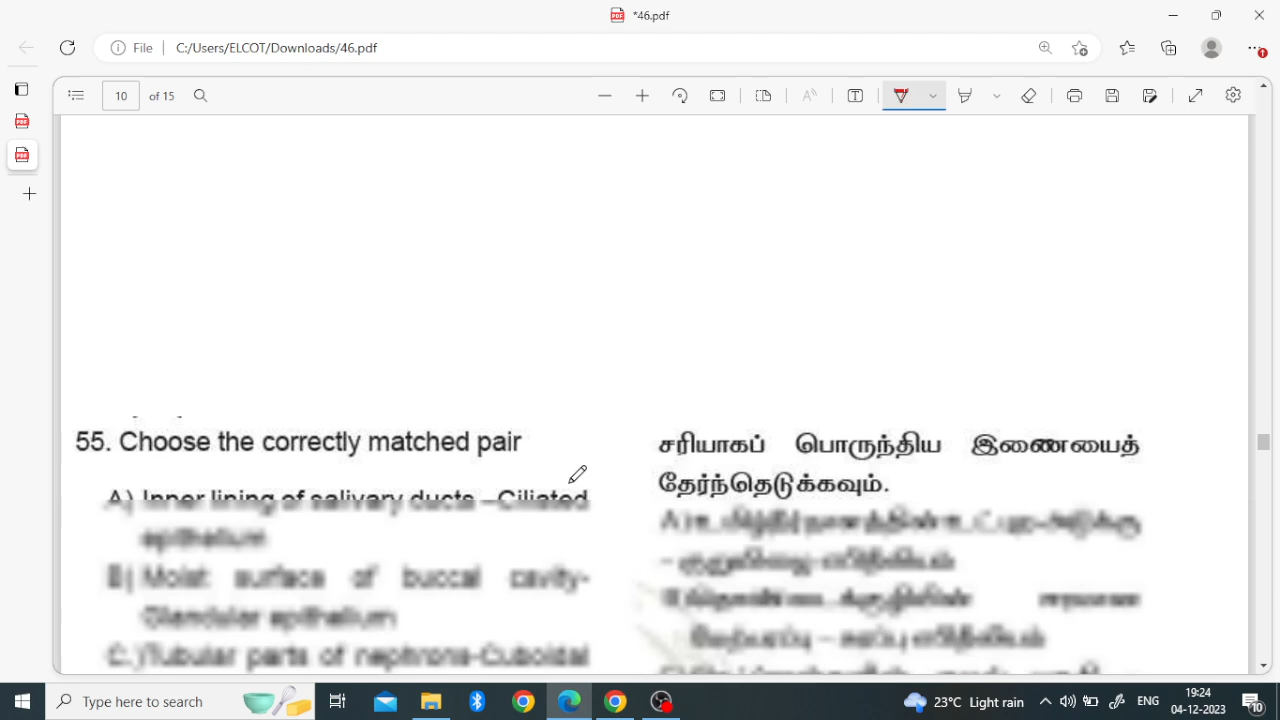 *46.pdf
File
C:/Users/ELCOT/Downloads/46.pdf
10 of 15
55. Choose the correctly matched pair
A) Inner lining of salivary ducts –Ciliated
epithelium
B) Moist surface of buccal cavity-
Glandular epithelium
C.)Tubular parts of nephrons-Cuboidal
சரியாகப் பொருந்திய இணையைத்
தேர்ந்தெடுக்கவும்.
Type here to search
23°C Light rain
ENG
19:24
04-12-2023
10